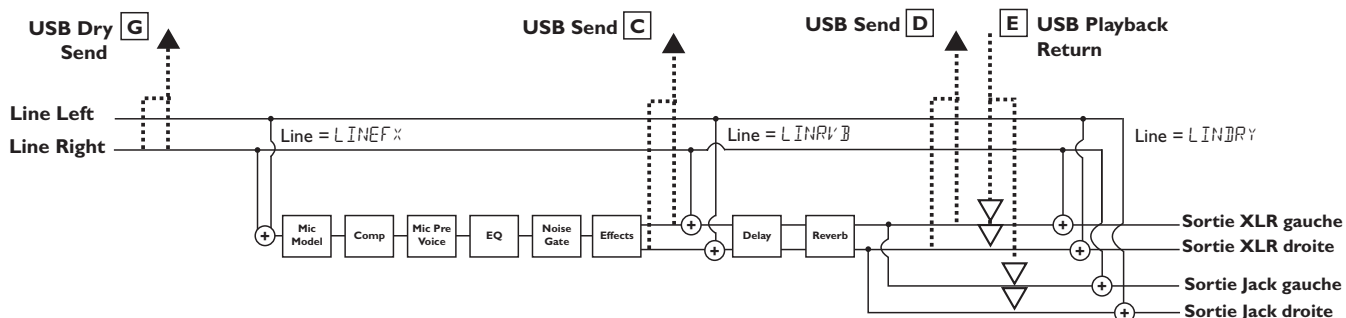 USB Dry G
Send
USB Send C
USB Send D
E USB Playback
Return
Line Left
Line = LINEFX
Line = LINRVB
Line = LINDRY
Line Right
+
+
+
+
+
+
+
Mic
Model
Comp
Mic Pre
Voice
EQ
Noise
Gate
Effects
Delay
Reverb
Sortie XLR gauche
Sortie XLR droite
Sortie Jack gauche
Sortie Jack droite